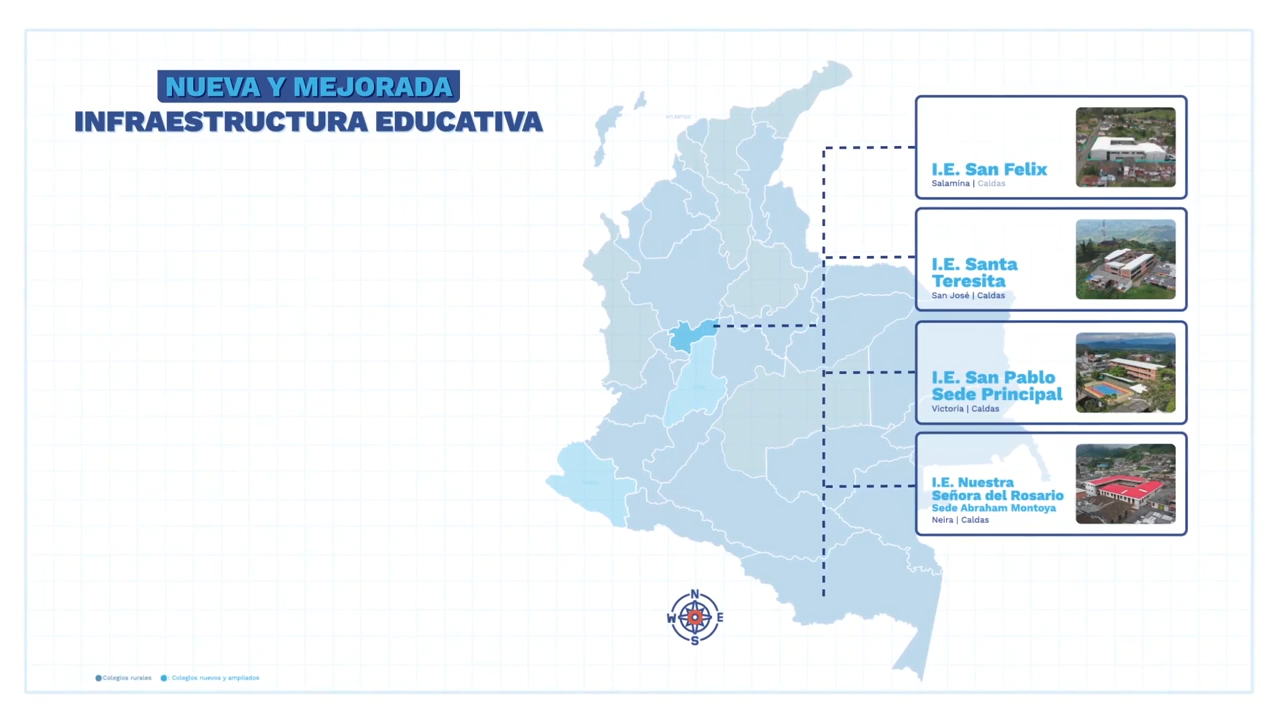 NUEVA Y MEJORADA
INFRAESTRUCTURA EDUCATIVA
I.E. San Felix
Salamina | Caldas
I.E. Santa
Teresita
San José | Caldas
I.E. San Pablo
Sede Principal
Victoria | Caldas
I.E. Nuestra
Señora del Rosario
Sede Abraham Montoya
Neira | Caldas
N
W E
S
Colegios rurales : Colegios nuevos y ampliados